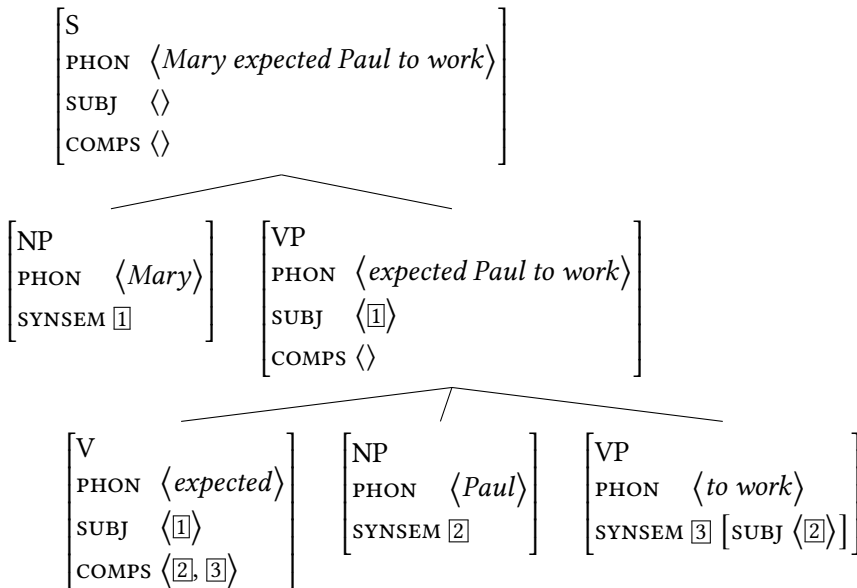 S
PHON ⟨Mary expected Paul to work⟩
SUBJ ⟨⟩
COMPS ⟨⟩
NP
PHON ⟨Mary⟩
SYNSEM 1
VP
PHON ⟨expected Paul to work⟩
SUBJ ⟨1⟩
COMPS ⟨⟩
V
PHON ⟨expected⟩
SUBJ ⟨1⟩
COMPS ⟨2, 3⟩
NP
PHON ⟨Paul⟩
SYNSEM 2
VP
PHON ⟨to work⟩
SYNSEM 3 [SUBJ ⟨2⟩]